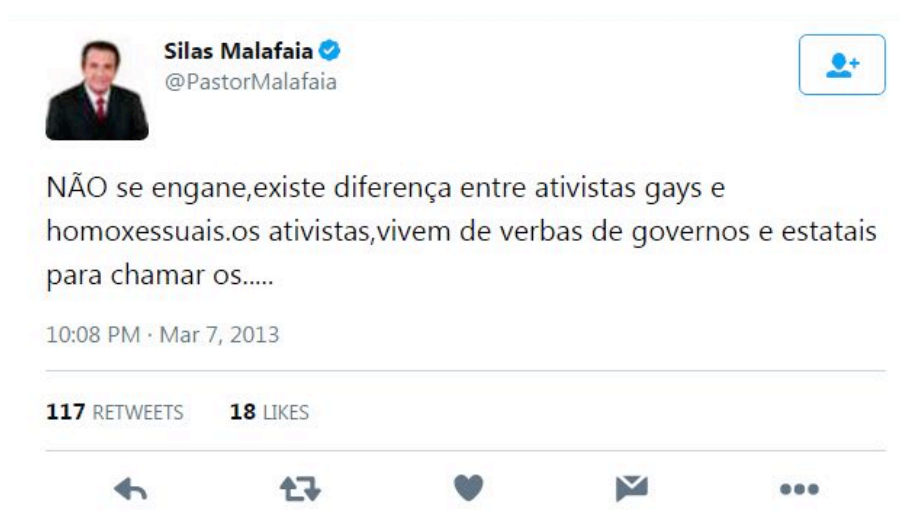 Silas Malafaia
@PastorMalafaia
NÃO se engane,existe diferença entre ativistas gays e
homoxessuais.os ativistas,vivem de verbas de governos e estatais
para chamar os.....
10:08 PM · Mar 7, 2013
117 RETWEETS 18 LIKES